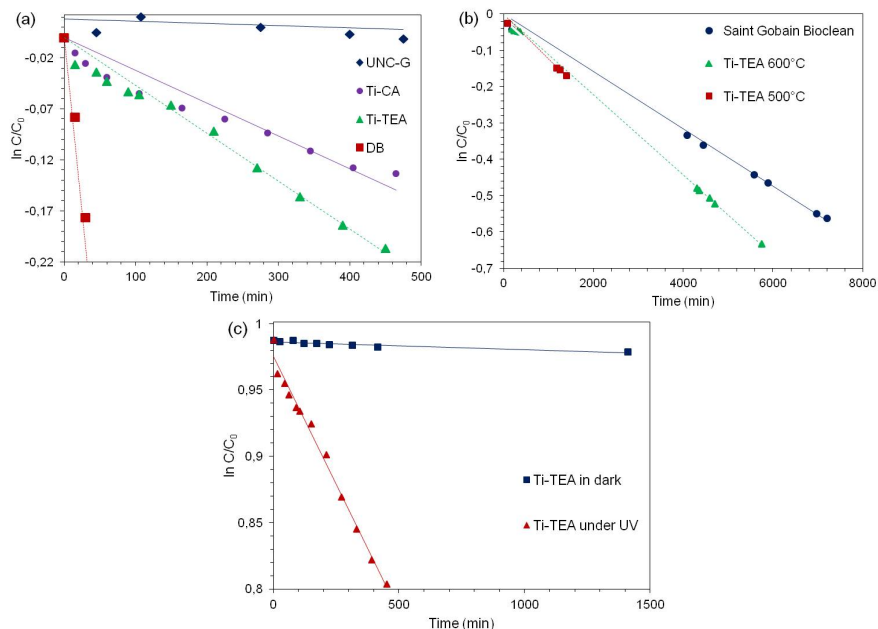 (a)
-0,02
-0,07
-0,12
-0,17
-0,22
ln C/C0
0
100
200
300
400
500
Time (min)
UNC-G
Ti-CA
Ti-TEA
DB
(b)
0
-0,1
-0,2
-0,3
-0,4
-0,5
-0,6
-0,7
ln C/C0
0
2000
4000
6000
8000
Time (min)
Saint Gobain Bioclean
Ti-TEA 600°C
Ti-TEA 500°C
(c)
1
0,95
0,9
0,85
0,8
ln C/C0
0
500
1000
1500
Time (min)
Ti-TEA in dark
Ti-TEA under UV